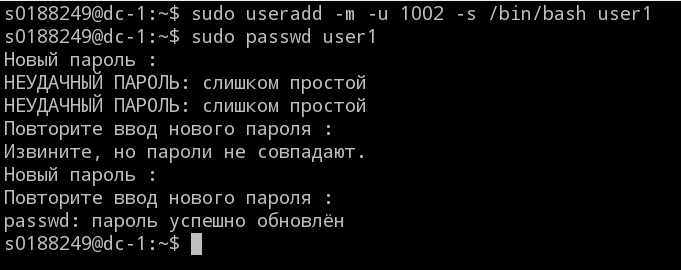 s0188249@dc-1:~$ sudo useradd -m -u 1002 -s /bin/bash user1
s0188249@dc-1:~$ sudo passwd user1
Новый пароль :
НЕУДАЧНЫЙ ПАРОЛЬ: слишком простой
НЕУДАЧНЫЙ ПАРОЛЬ: слишком простой
Повторите ввод нового пароля :
Извините, но пароли не совпадают.
Новый пароль :
Повторите ввод нового пароля :
passwd: пароль успешно обновлён
s0188249@dc-1:~$